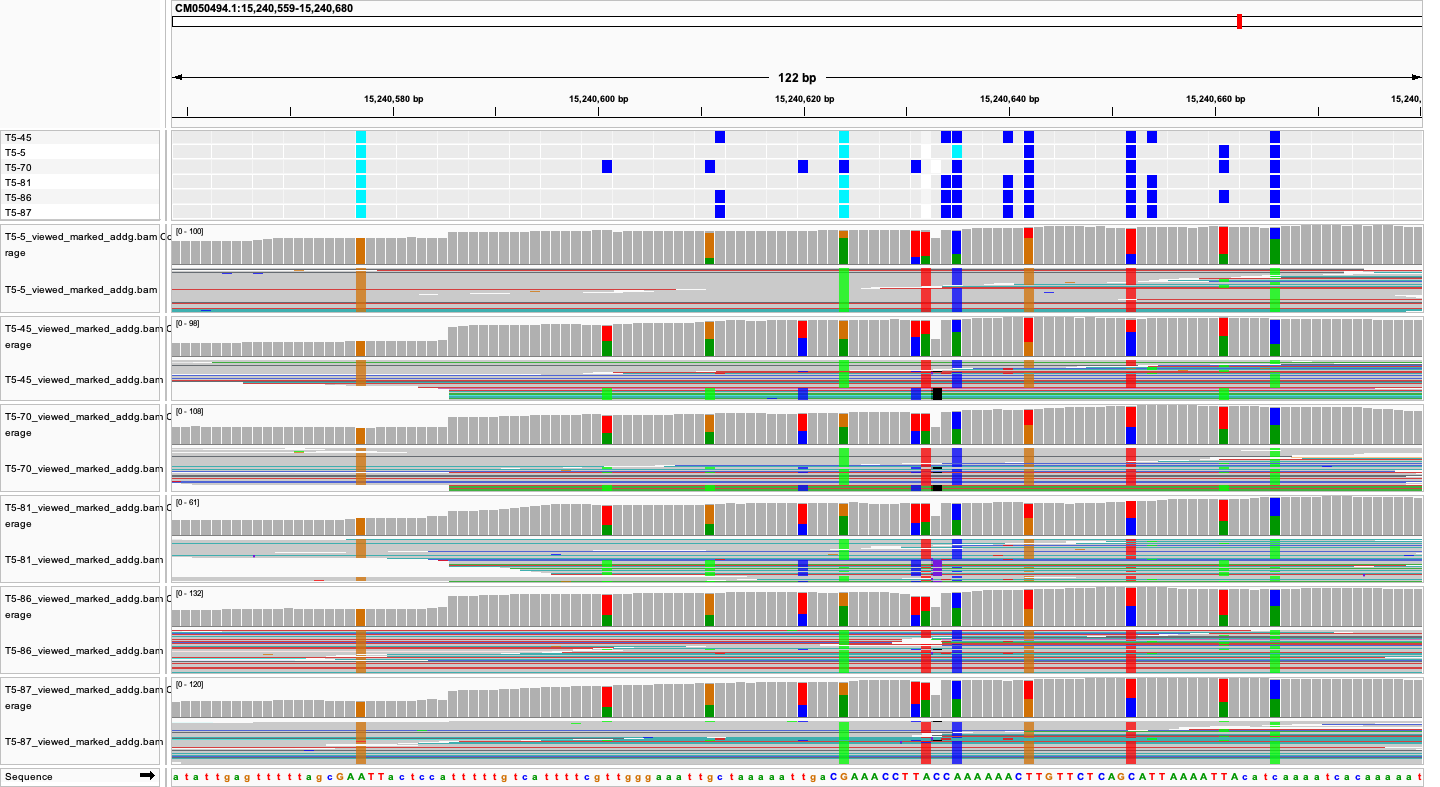 CM050494.1:15,240,559-15,240,680
122 bp
15,240,580 bp 15,240,600 bp 15,240,620 bp 15,240,640 bp 15,240,660 bp 15,240,
T5-45
T5-5
T5-70
T5-81
T5-86
T5-87
T5-5_viewed_marked_addg.bam Co
rage
[0 - 100]
T5-5_viewed_marked_addg.bam
T5-45_viewed_marked_addg.bam C
erage
[0 - 98]
T5-45_viewed_marked_addg.bam
T5-70_viewed_marked_addg.bam C
erage
[0 - 108]
T5-70_viewed_marked_addg.bam
T5-81_viewed_marked_addg.bam C
erage
[0 - 61]
T5-81_viewed_marked_addg.bam
T5-86_viewed_marked_addg.bam C
erage
[0 - 132]
T5-86_viewed_marked_addg.bam
T5-87_viewed_marked_addg.bam C
erage
[0 - 120]
T5-87_viewed_marked_addg.bam
Sequence a t a t t g a g t t t t t a g c G A A T T a c t c c a t t t t t g t c a t t t t c g t t g g g a a a t t g c t a a a a a t t g a C G A A A C C T T A C C A A A A A A C T T G T T C T C A G C A T T A A A A T T A c a t c a a a a t c a c a a a a a t